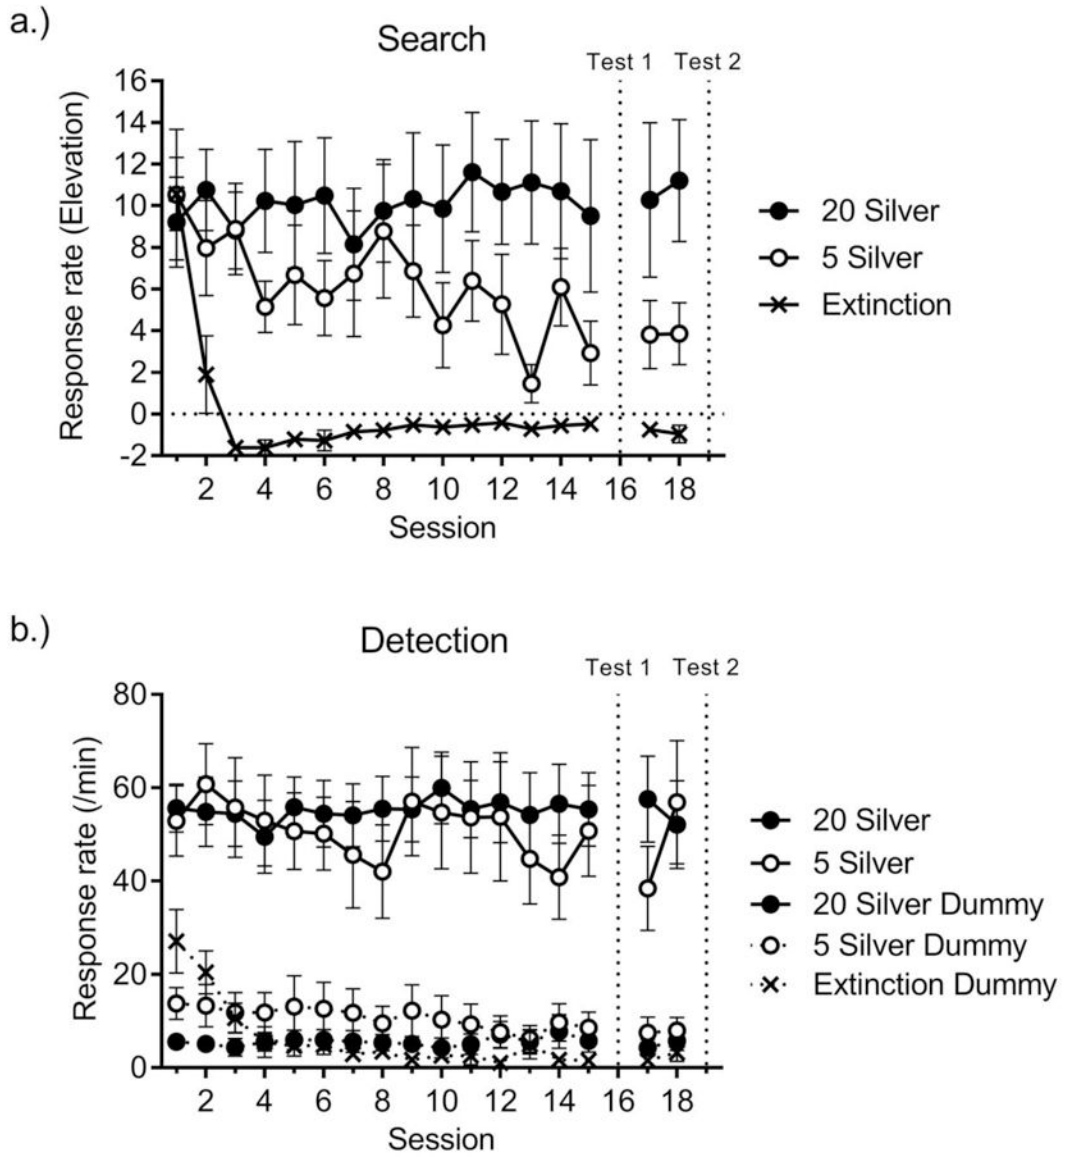 a.)
Search
Test 1 Test 2
Response rate (Elevation)
16
14
12
10
8
6
4
2
0
-2
2 4 6 8 10 12 14 16 18
Session
20 Silver
5 Silver
Extinction
b.)
Detection
Test 1 Test 2
Response rate (/min)
80
60
40
20
0
2 4 6 8 10 12 14 16 18
Session
20 Silver
5 Silver
20 Silver Dummy
5 Silver Dummy
Extinction Dummy